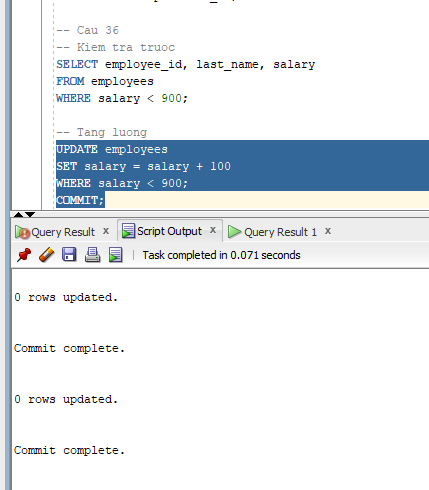 -- Cau 36
-- Kiem tra truoc
SELECT employee_id, last_name, salary
FROM employees
WHERE salary < 900;
-- Tang luong
UPDATE employees
SET salary = salary + 100
WHERE salary < 900;
COMMIT;
Query Result x Script Output x Query Result 1 x
Task completed in 0.071 seconds
0 rows updated.
Commit complete.
0 rows updated.
Commit complete.